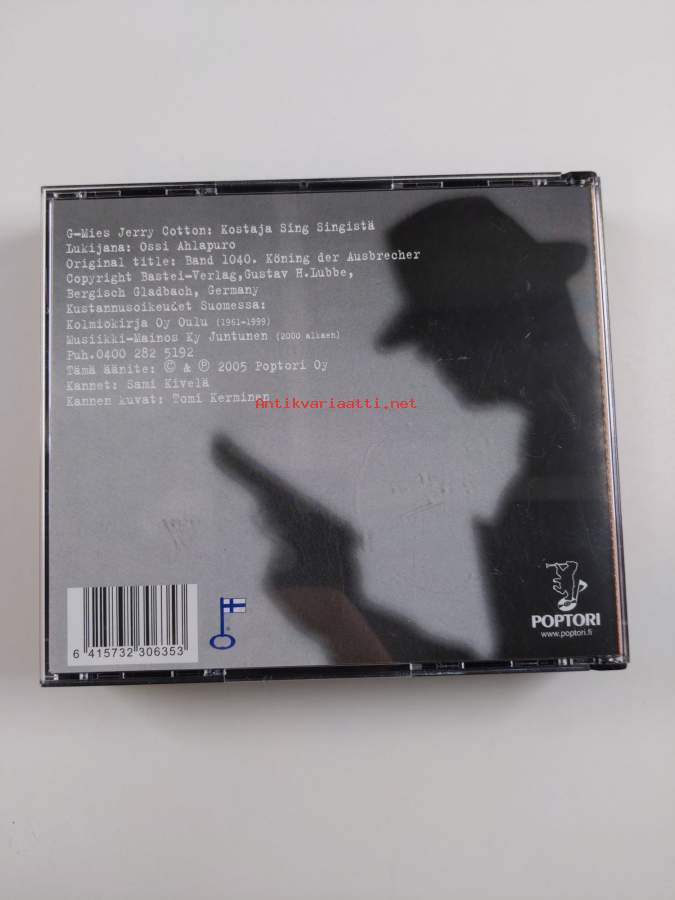 G-Mies Jerry Cotton: Kostaja Sing Singistä
Lukijana: Ossi Ahlapuro
Original title: Band 1040. Köning der Ausbrecher
Copyright Bastei-Verlag,Gustav H.Lubbe,
Bergisch Gladbach, Germany
Kustannusoikeudet Suomessa:
Kolmiokirja Oy Oulu (1961-1999)
Musiikki-Mainos Ky Juntunen (2000 alkaen)
Puh.0400 282 5192
Tämä äänite: © & ℗ 2005 Poptori Oy
Kannet: Sami Kivelä
Kannen kuvat: Tomi Kerminen
Antikvariaatti.net
6 415732 306353
POPTORI
www.poptori.fi